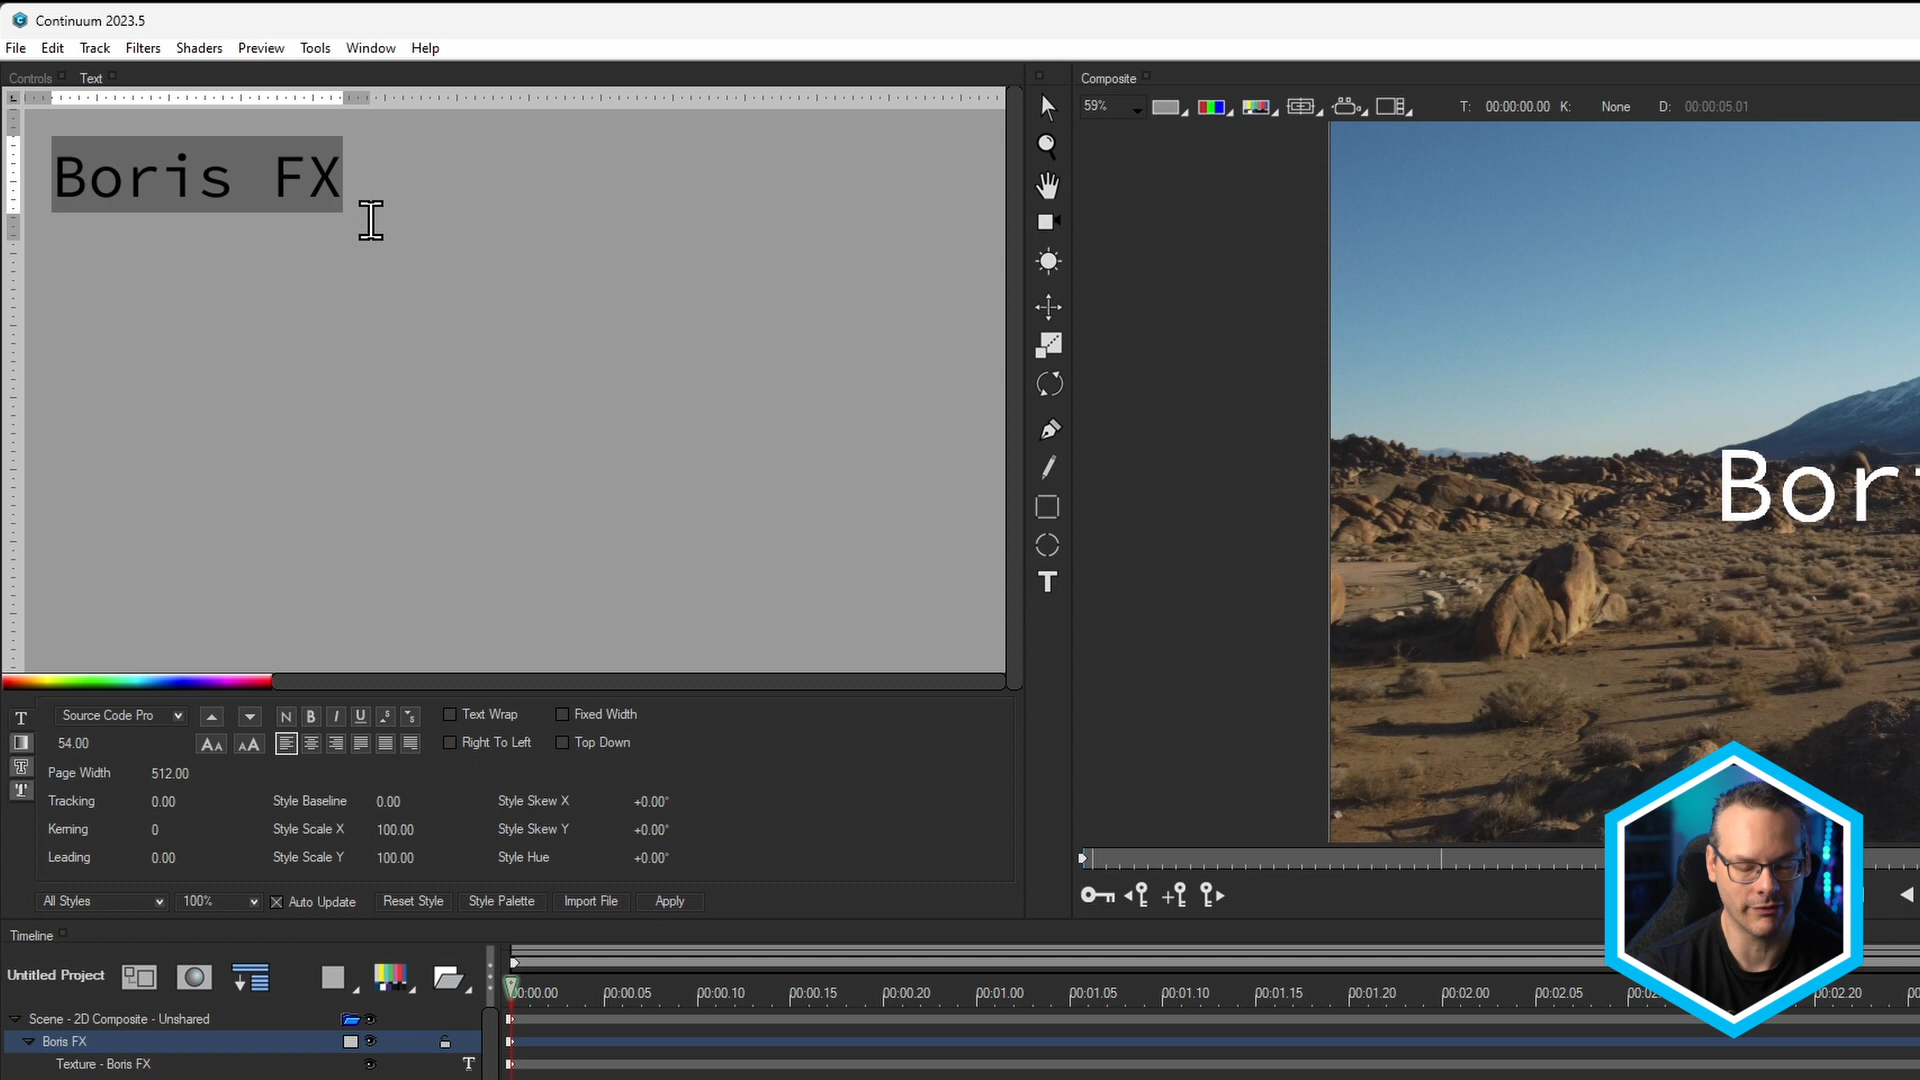 Continuum 2023.5
File Edit Track Filters Shaders Preview Tools Window Help
Controls Text
Composite
59% T: 00:00:00.00 K: None D: 00:00:05.01
Boris FX
Bori
Source Code Pro N B I U S S Text Wrap Fixed Width
54.00 AA AA Right To Left Top Down
Page Width 512.00
Tracking 0.00 Style Baseline 0.00 Style Skew X +0.00°
Kerning 0 Style Scale X 100.00 Style Skew Y +0.00°
Leading 0.00 Style Scale Y 100.00 Style Hue +0.00°
All Styles 100% Auto Update Reset Style Style Palette Import File Apply
Timeline
Untitled Project
00:00.00 00:00.05 00:00.10 00:00.15 00:00.20 00:01.00 00:01.05 00:01.10 00:01.15 00:01.20 00:02.00 00:02.05 00:02.20
Scene - 2D Composite - Unshared
Boris FX
Texture - Boris FX T